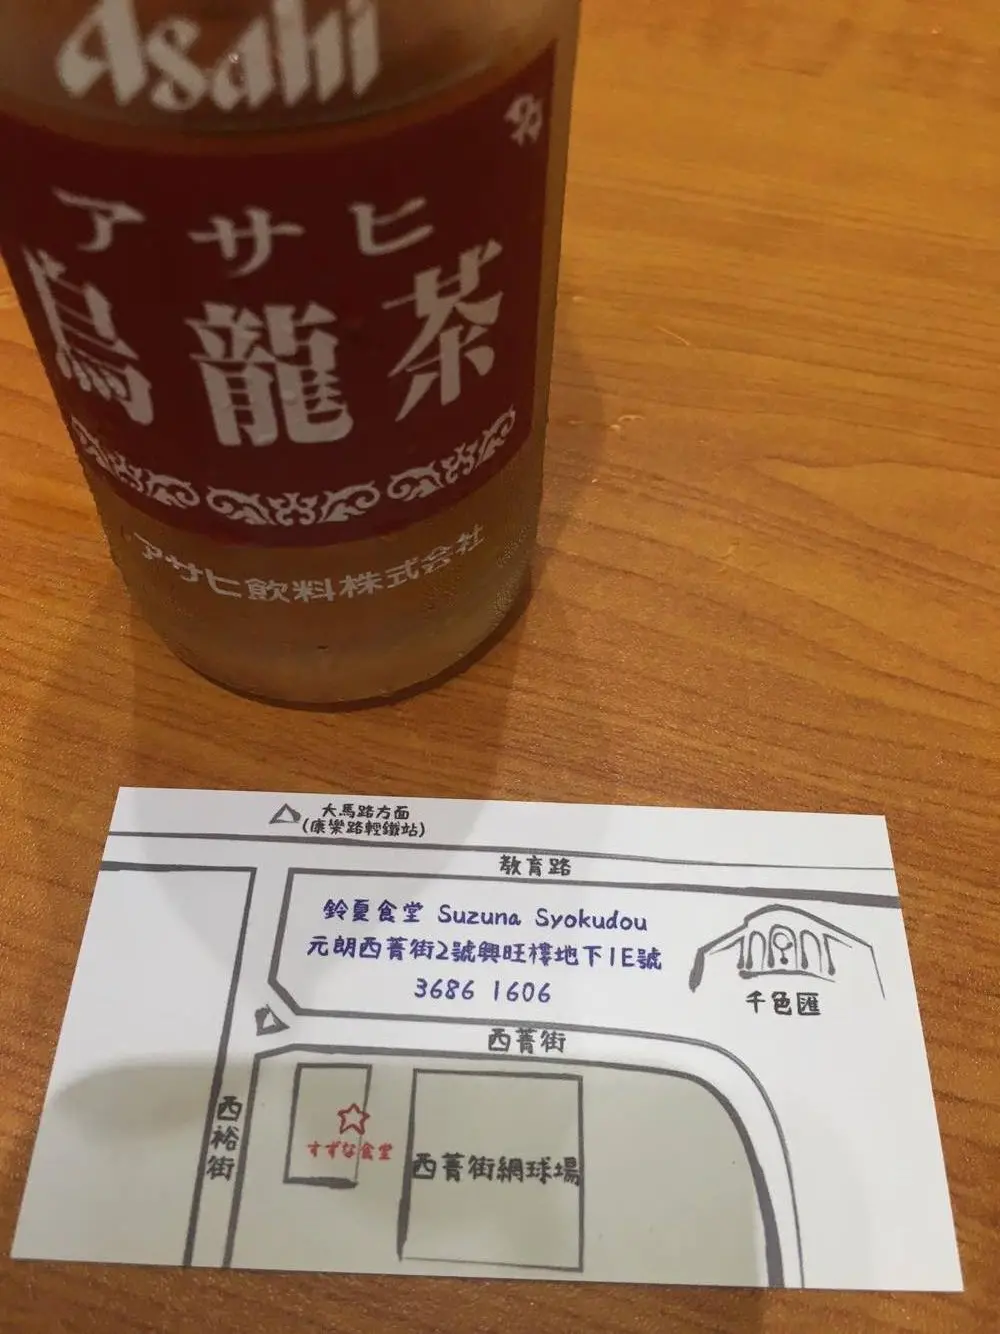 Asahi
アサヒ
烏龍茶
アサヒ飲料株式会社
大馬路方面
(康樂路輕鐵站)
教育路
鈴夏食堂 Suzuna Syokudou
元朗西菁街2號興旺樓地下1E號
3686 1606
千色匯
西菁街
西裕街
すずな食堂
西菁街網球場